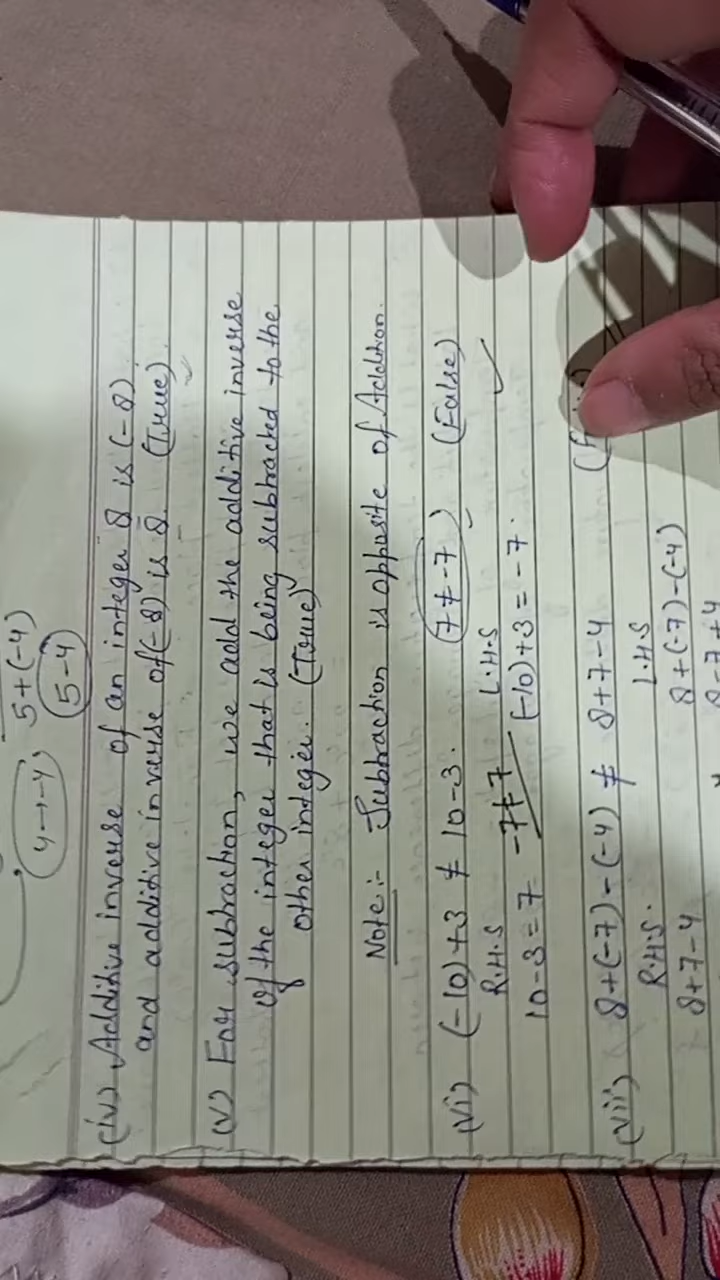 4→-4, 5+(-4)
5-4
(iv) Additive inverse of an integer 8 is (-8)
and additive inverse of (-8) is 8. (True).
(v) For subtraction, we add the additive inverse
of the integer that is being subtracted to the
other integer. (True)
Note:- Subtraction is opposite of Addition.
(vi) (-10)+3 ≠ 10-3. (7≠-7) (False)
R.H.S -7≠7 L.H.S
10-3=7 (-10)+3=-7.
(vii) 8+(-7)-(-4) ≠ 8+7-4
R.H.S. L.H.S
8+7-4 8+(-7)-(-4)
8-7+4